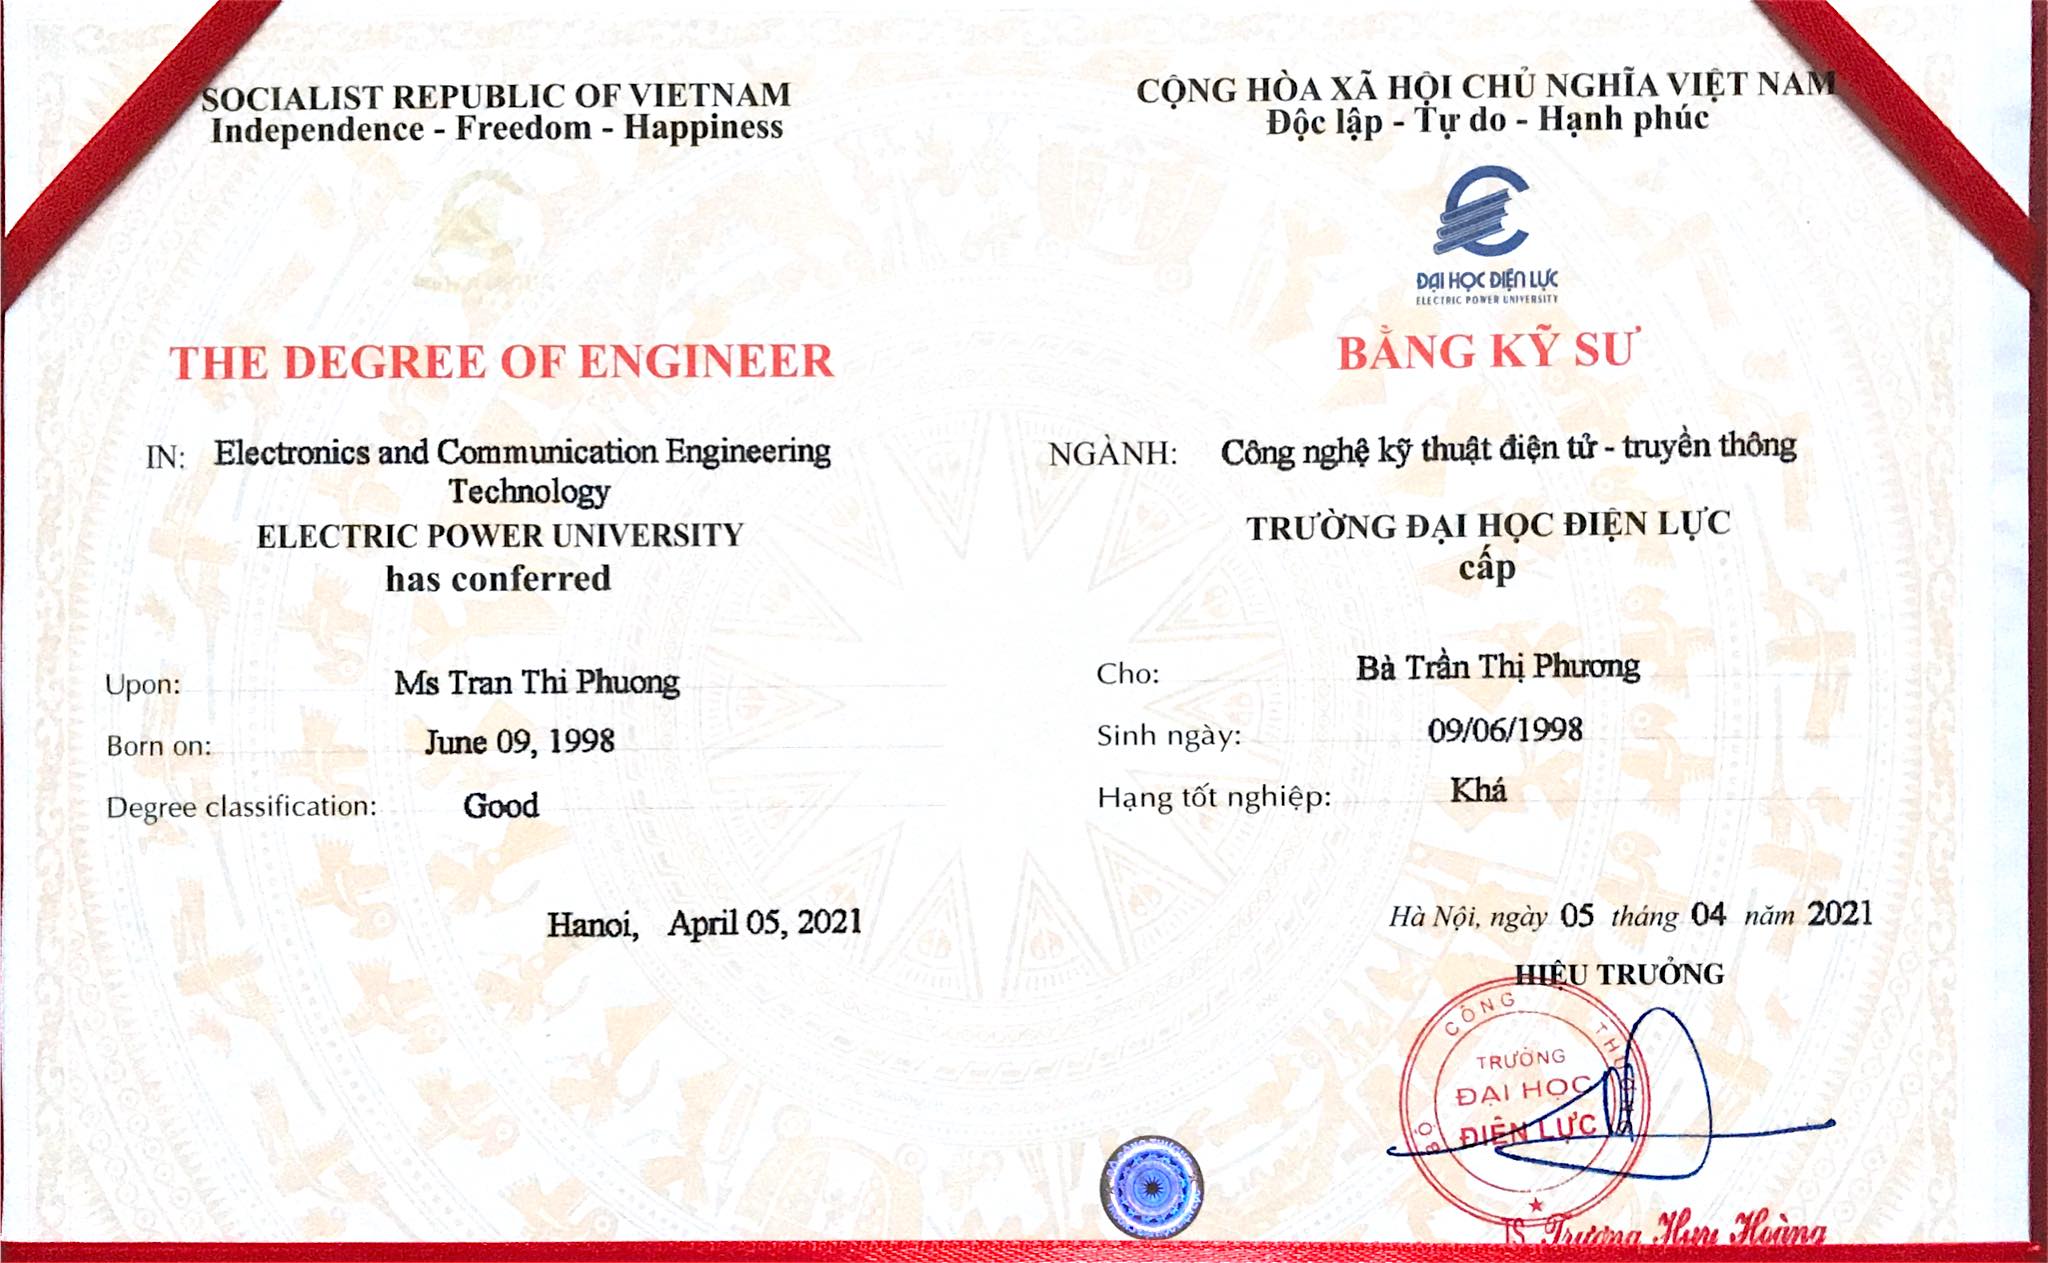 SOCIALIST REPUBLIC OF VIETNAM
Independence - Freedom - Happiness
THE DEGREE OF ENGINEER
IN: Electronics and Communication Engineering
Technology
ELECTRIC POWER UNIVERSITY
has conferred
Upon: Ms Tran Thi Phuong
Born on: June 09, 1998
Degree classification: Good
Hanoi, April 05, 2021
CỘNG HÒA XÃ HỘI CHỦ NGHĨA VIỆT NAM
Độc lập - Tự do - Hạnh phúc
ĐẠI HỌC ĐIỆN LỰC
ELECTRIC POWER UNIVERSITY
BẰNG KỸ SƯ
NGÀNH: Công nghệ kỹ thuật điện tử - truyền thông
TRƯỜNG ĐẠI HỌC ĐIỆN LỰC
cấp
Cho: Bà Trần Thị Phương
Sinh ngày: 09/06/1998
Hạng tốt nghiệp: Khá
Hà Nội, ngày 05 tháng 04 năm 2021
HIỆU TRƯỞNG
BỘ CÔNG THƯƠNG
TRƯỜNG
ĐẠI HỌC
ĐIỆN LỰC
TS. Trương Huy Hoàng